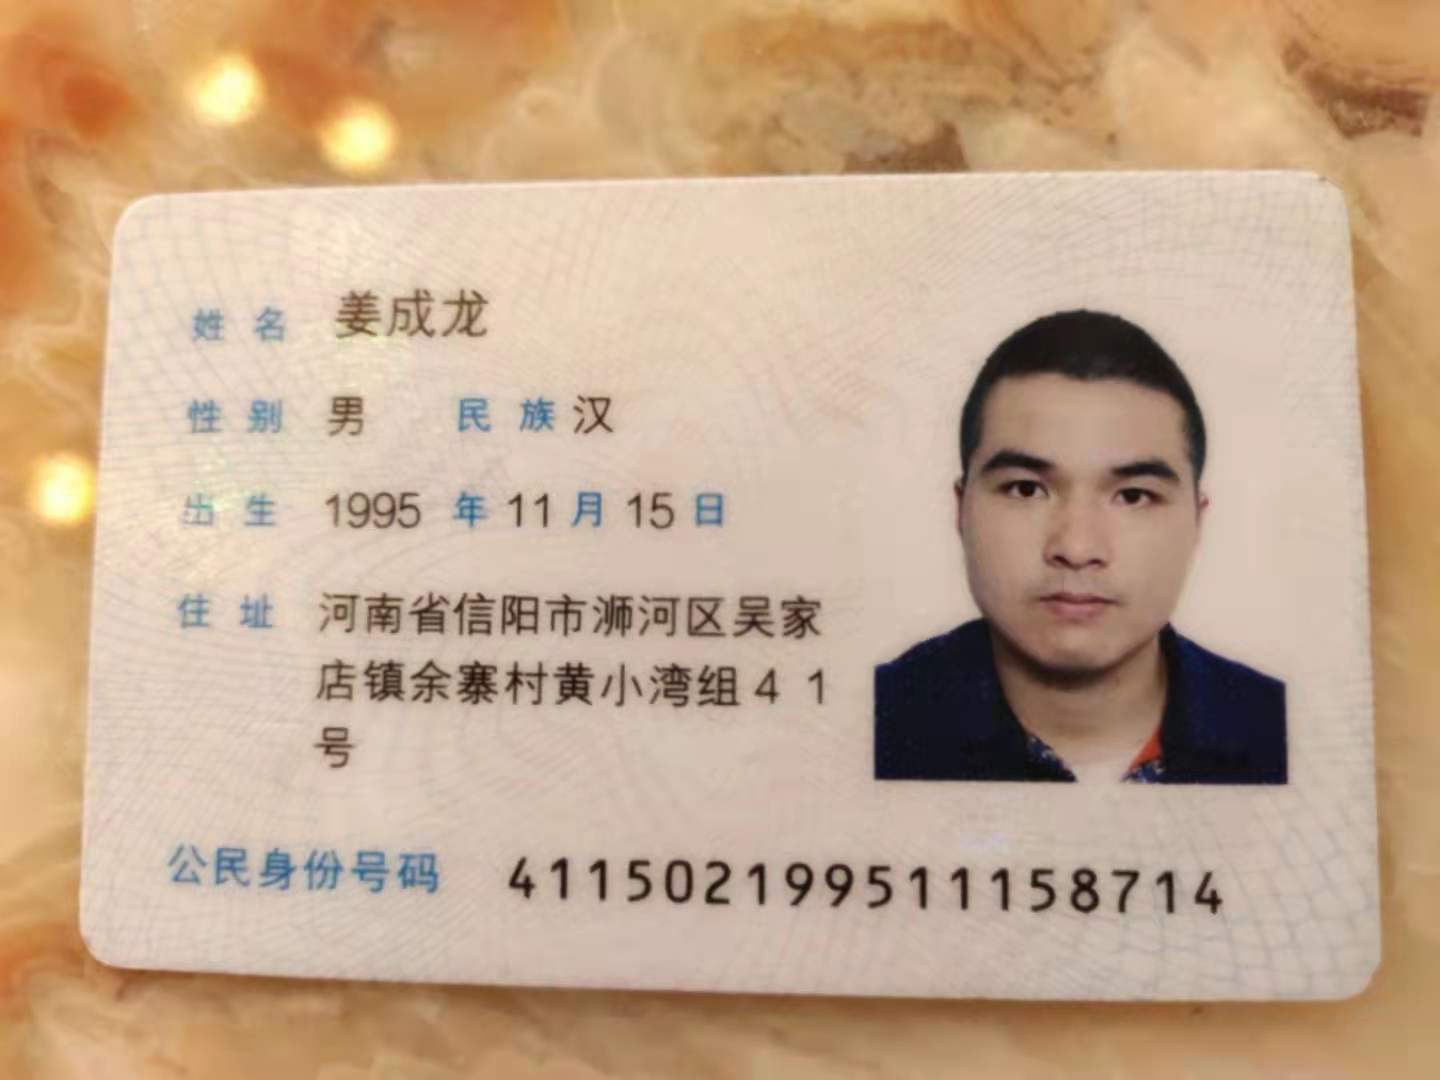 姓名 姜成龙
性别 男 民族 汉
出生 1995 年 11 月 15 日
住址 河南省信阳市浉河区吴家
店镇余寨村黄小湾组41
号
公民身份号码 411502199511158714